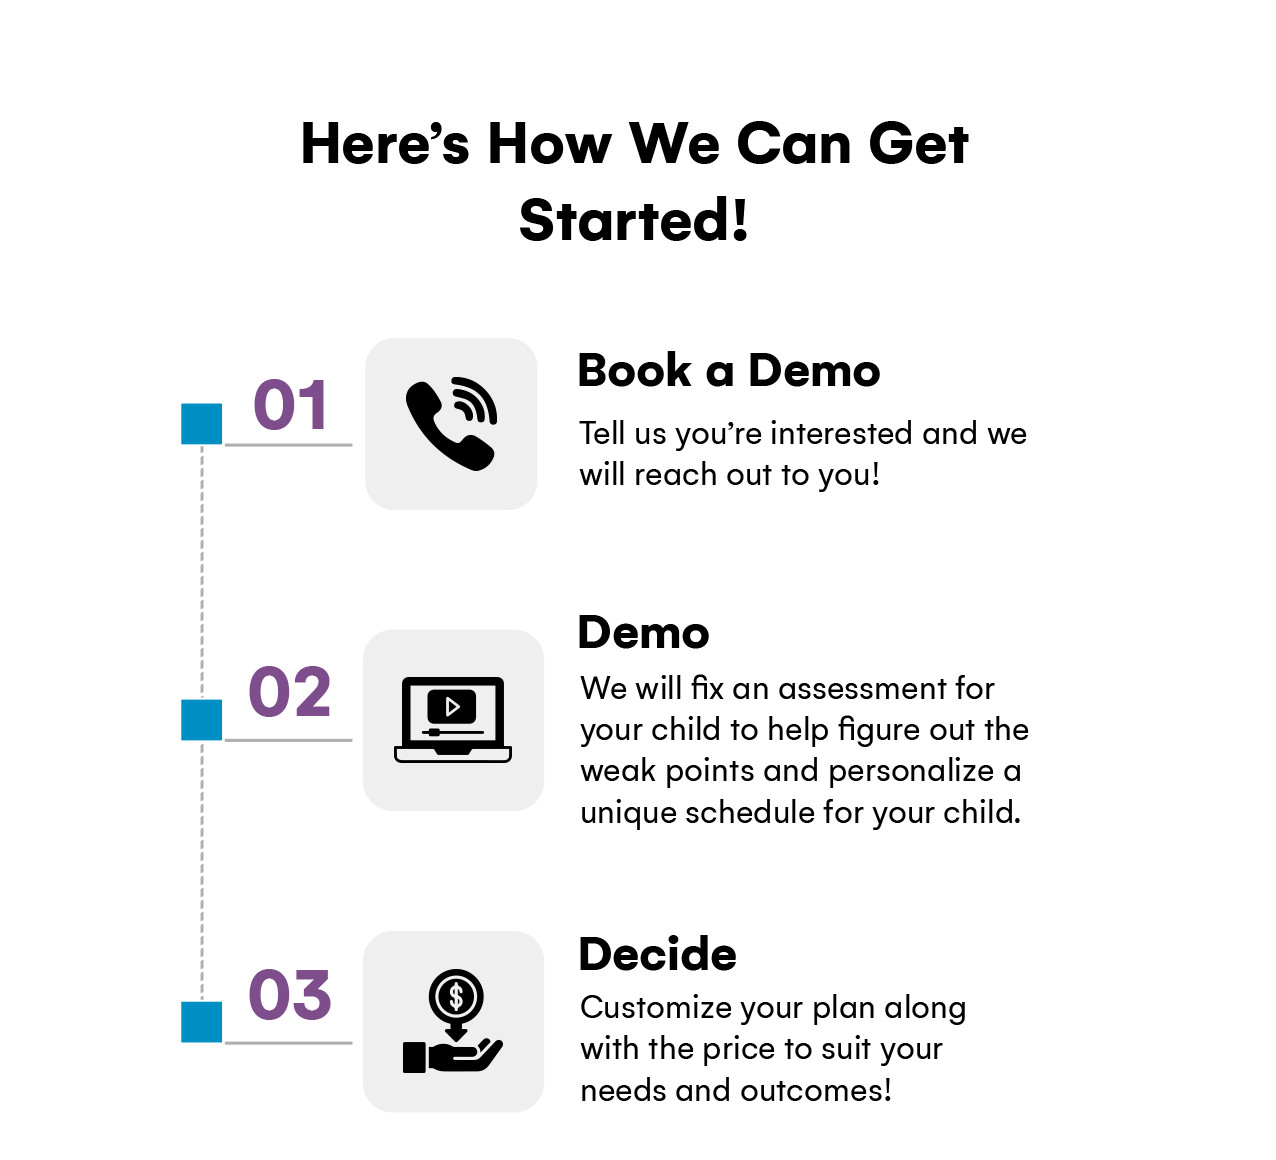 Here’s How We Can Get
Started!
01
Book a Demo
Tell us you’re interested and we
will reach out to you!
02
Demo
We will fix an assessment for
your child to help figure out the
weak points and personalize a
unique schedule for your child.
03
$
Decide
Customize your plan along
with the price to suit your
needs and outcomes!